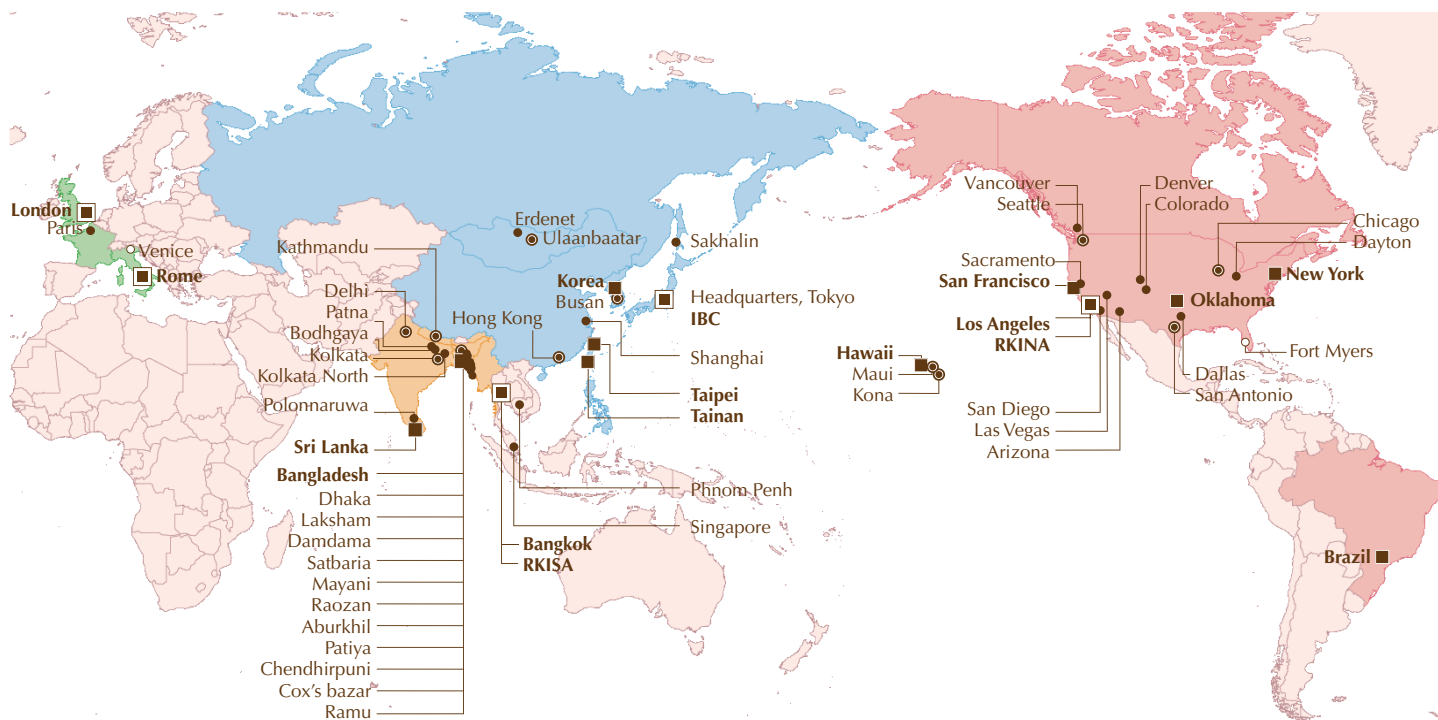 London
Paris
Venice
Rome
Kathmandu
Delhi
Patna
Bodhgaya
Kolkata
Kolkata North
Polonnaruwa
Sri Lanka
Bangladesh
Dhaka
Laksham
Damdama
Satbaria
Mayani
Raozan
Aburkhil
Patiya
Chendhirpuni
Cox's bazar
Ramu
Erdenet
Ulaanbaatar
Sakhalin
Korea
Busan
Headquarters, Tokyo
IBC
Hong Kong
Shanghai
Taipei
Tainan
Phnom Penh
Singapore
Bangkok
RKISA
Hawaii
Maui
Kona
Vancouver
Seattle
Denver
Colorado
Chicago
Dayton
Sacramento
San Francisco
New York
Oklahoma
Los Angeles
RKINA
Fort Myers
Dallas
San Antonio
San Diego
Las Vegas
Arizona
Brazil